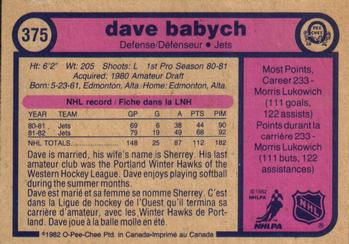 375
dave babych
Defense/Défenseur • Jets
O PEE CHEE
Ht: 6'2" Wt: 205 Shoots: L 1st Pro Season 80-81
Acquired: 1980 Amateur Draft
Born: 5-23-61, Edmonton, Alta. Home: Edmonton, Alta.
NHL record / Fiche dans la LNH
YEAR TEAM GP G A PTS PIM
80-81 Jets 69 6 38 44 90
81-82 Jets 79 19 49 68 92
NHL TOTALS 148 25 87 112 182
Dave is married, his wife's name is Sherrey. His last
amateur club was the Portland Winter Hawks of the
Western Hockey League. Dave enjoys playing softball
during the summer months.
Dave est marié et sa femme se nomme Sherrey. C'est
dans la Ligue de hockey de l'Ouest qu'il termina sa
carrière d'amateur, avec les Winter Hawks de Port-
land. Dave joue à la balle molle en été.
©1982 O-Pee-Chee Ptd. in Canada-Imprimé au Canada
Most Points,
Career 233 -
Morris Lukowich
(111 goals,
122 assists)
Points durant la
carrière 233 -
Morris Lukowich
(111 buts, 122
assistances)
©1982
NHLPA
NHLPA
NHL